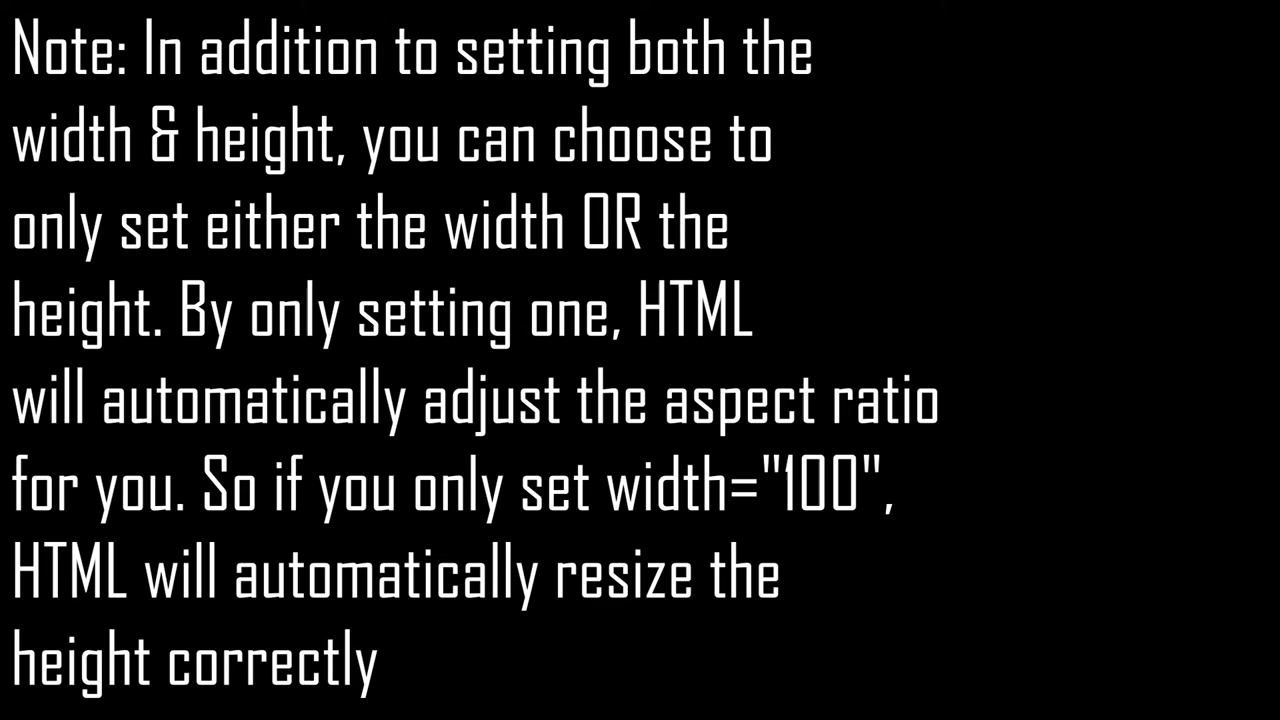 Note: In addition to setting both the
width & height, you can choose to
only set either the width OR the
height. By only setting one, HTML
will automatically adjust the aspect ratio
for you. So if you only set width="100",
HTML will automatically resize the
height correctly